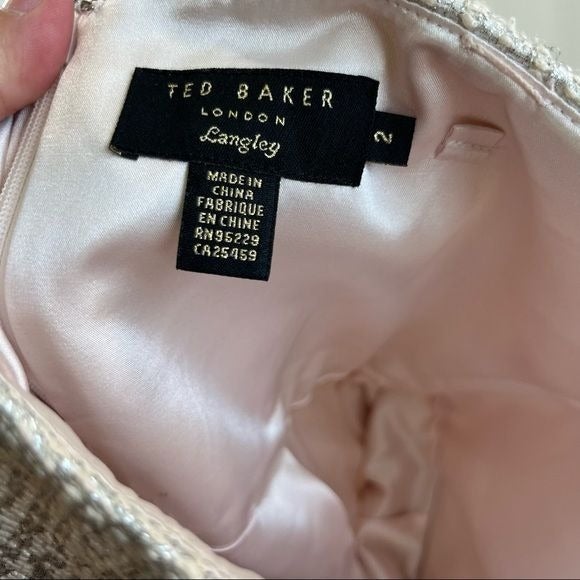 TED BAKER
LONDON
Langley
2
MADE IN
CHINA
FABRIQUE
EN CHINE
RN95229
CA25459